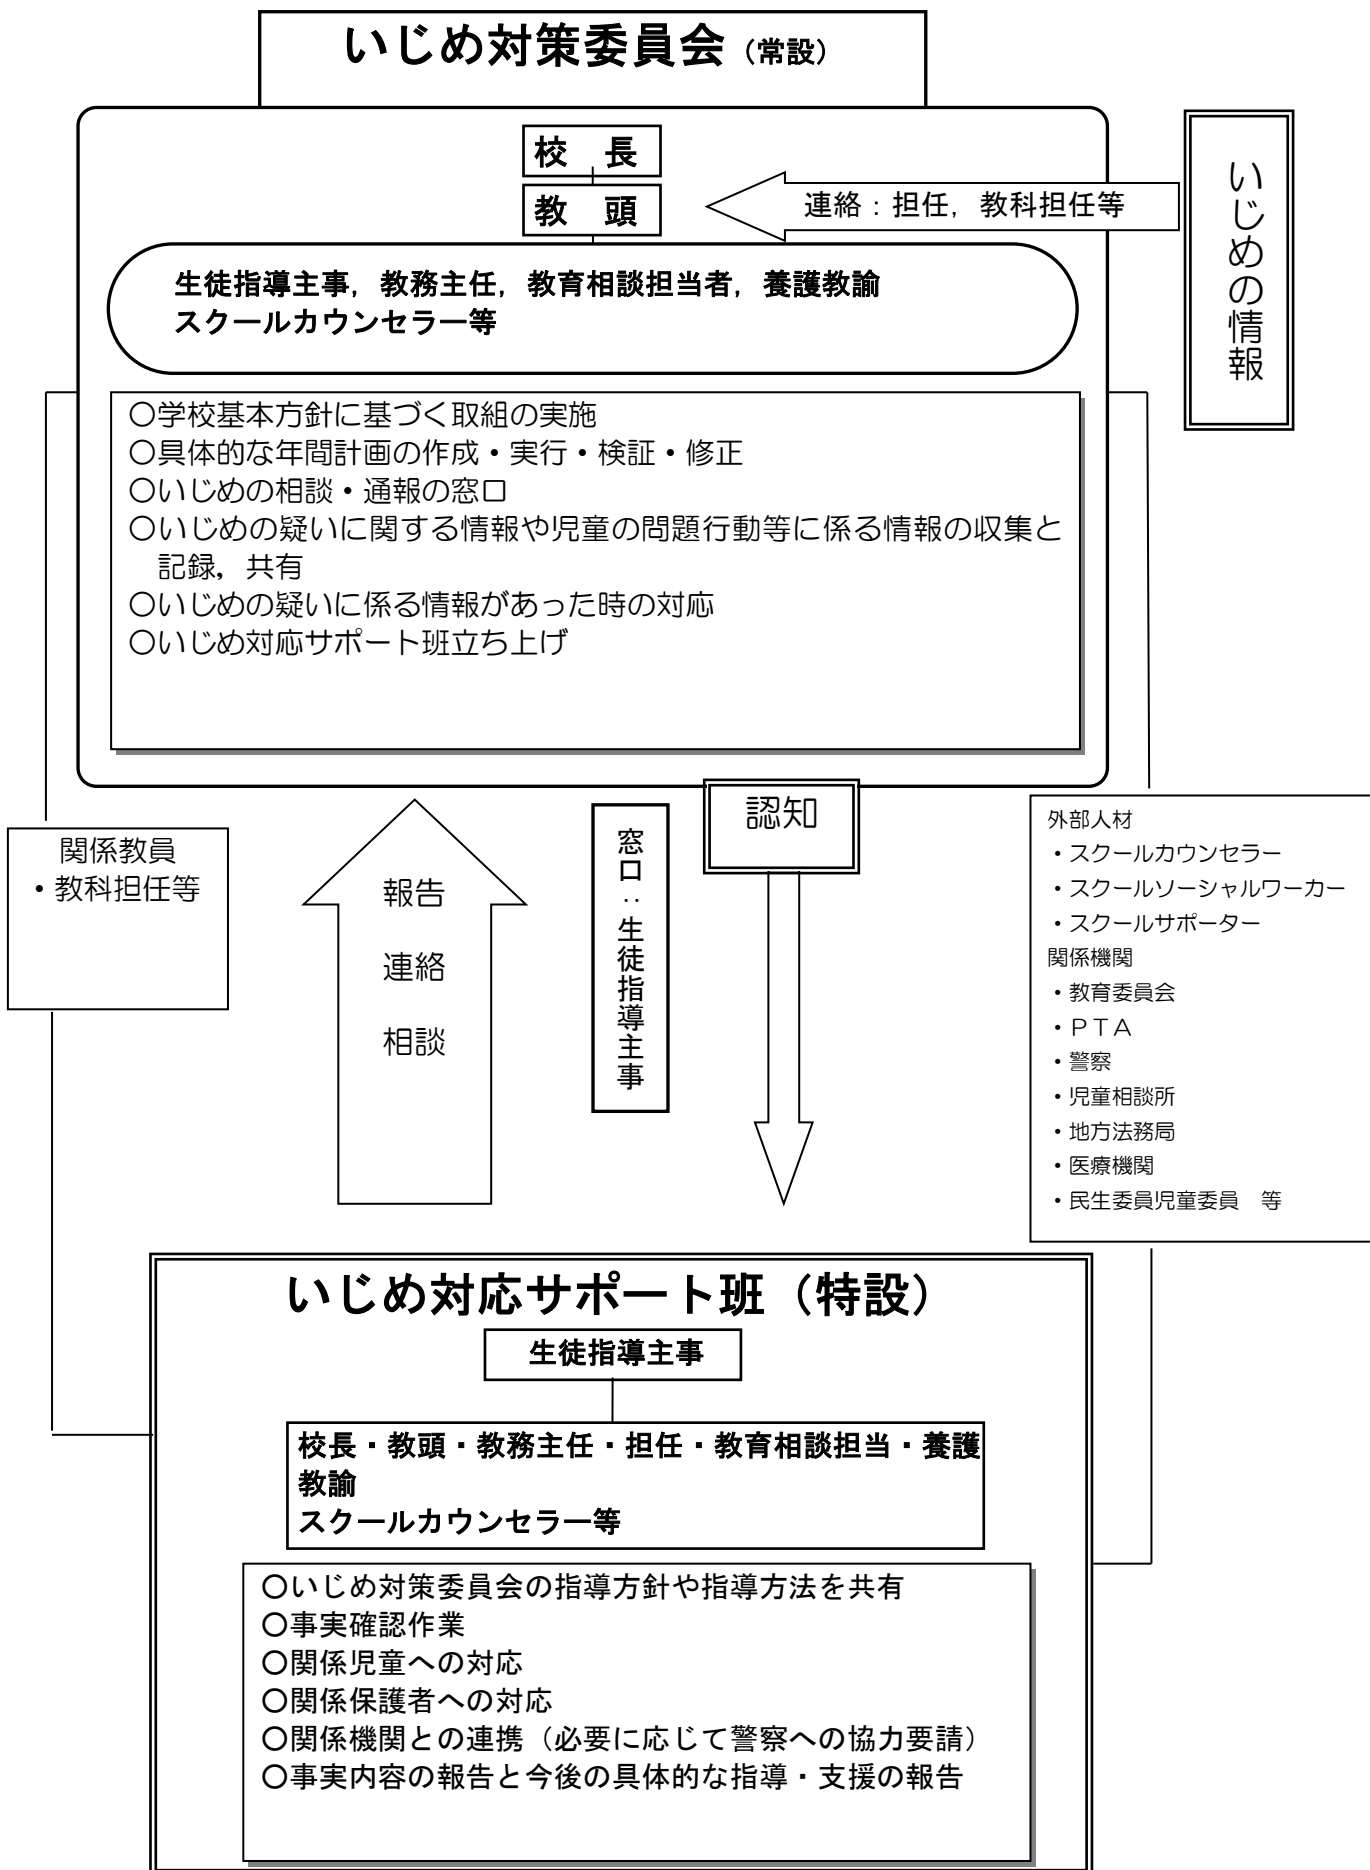 いじめ対策委員会（常設）
校　長
教　頭
連絡：担任，教科担任等
いじめの情報
生徒指導主事，教務主任，教育相談担当者，養護教諭
スクールカウンセラー等
○学校基本方針に基づく取組の実施
○具体的な年間計画の作成・実行・検証・修正
○いじめの相談・通報の窓口
○いじめの疑いに関する情報や児童の問題行動等に係る情報の収集と
記録，共有
○いじめの疑いに係る情報があった時の対応
○いじめ対応サポート班立ち上げ
関係教員
・教科担任等
報告
連絡
相談
窓口：生徒指導主事
認知
外部人材
・スクールカウンセラー
・スクールソーシャルワーカー
・スクールサポーター
関係機関
・教育委員会
・ＰＴＡ
・警察
・児童相談所
・地方法務局
・医療機関
・民生委員児童委員　等
いじめ対応サポート班（特設）
生徒指導主事
校長・教頭・教務主任・担任・教育相談担当・養護
教諭
スクールカウンセラー等
○いじめ対策委員会の指導方針や指導方法を共有
○事実確認作業
○関係児童への対応
○関係保護者への対応
○関係機関との連携（必要に応じて警察への協力要請）
○事実内容の報告と今後の具体的な指導・支援の報告